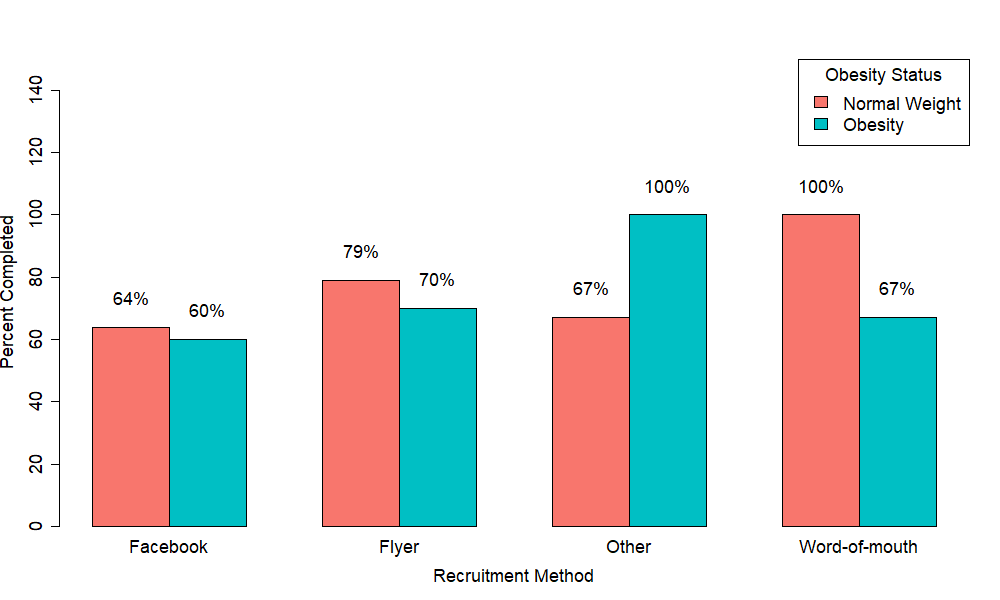 Obesity Status
Normal Weight
Obesity
Percent Completed
140
120
100
80
60
40
20
0
64%
60%
79%
70%
67%
100%
100%
67%
Facebook
Flyer
Other
Word-of-mouth
Recruitment Method